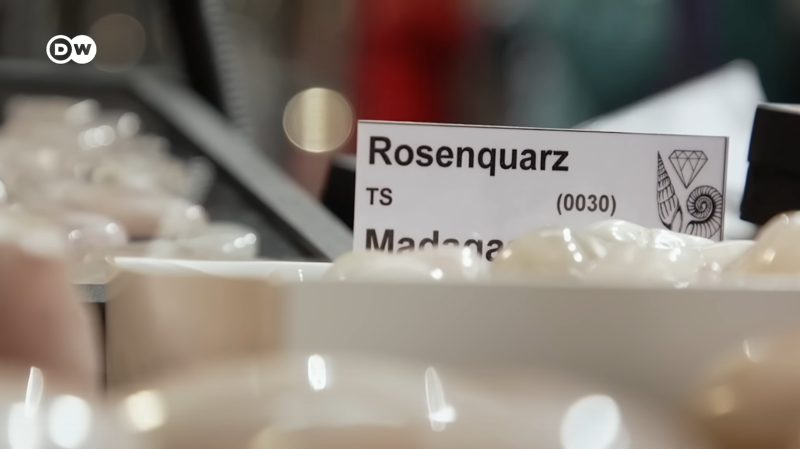 DW
Rosenquarz
TS (0030)